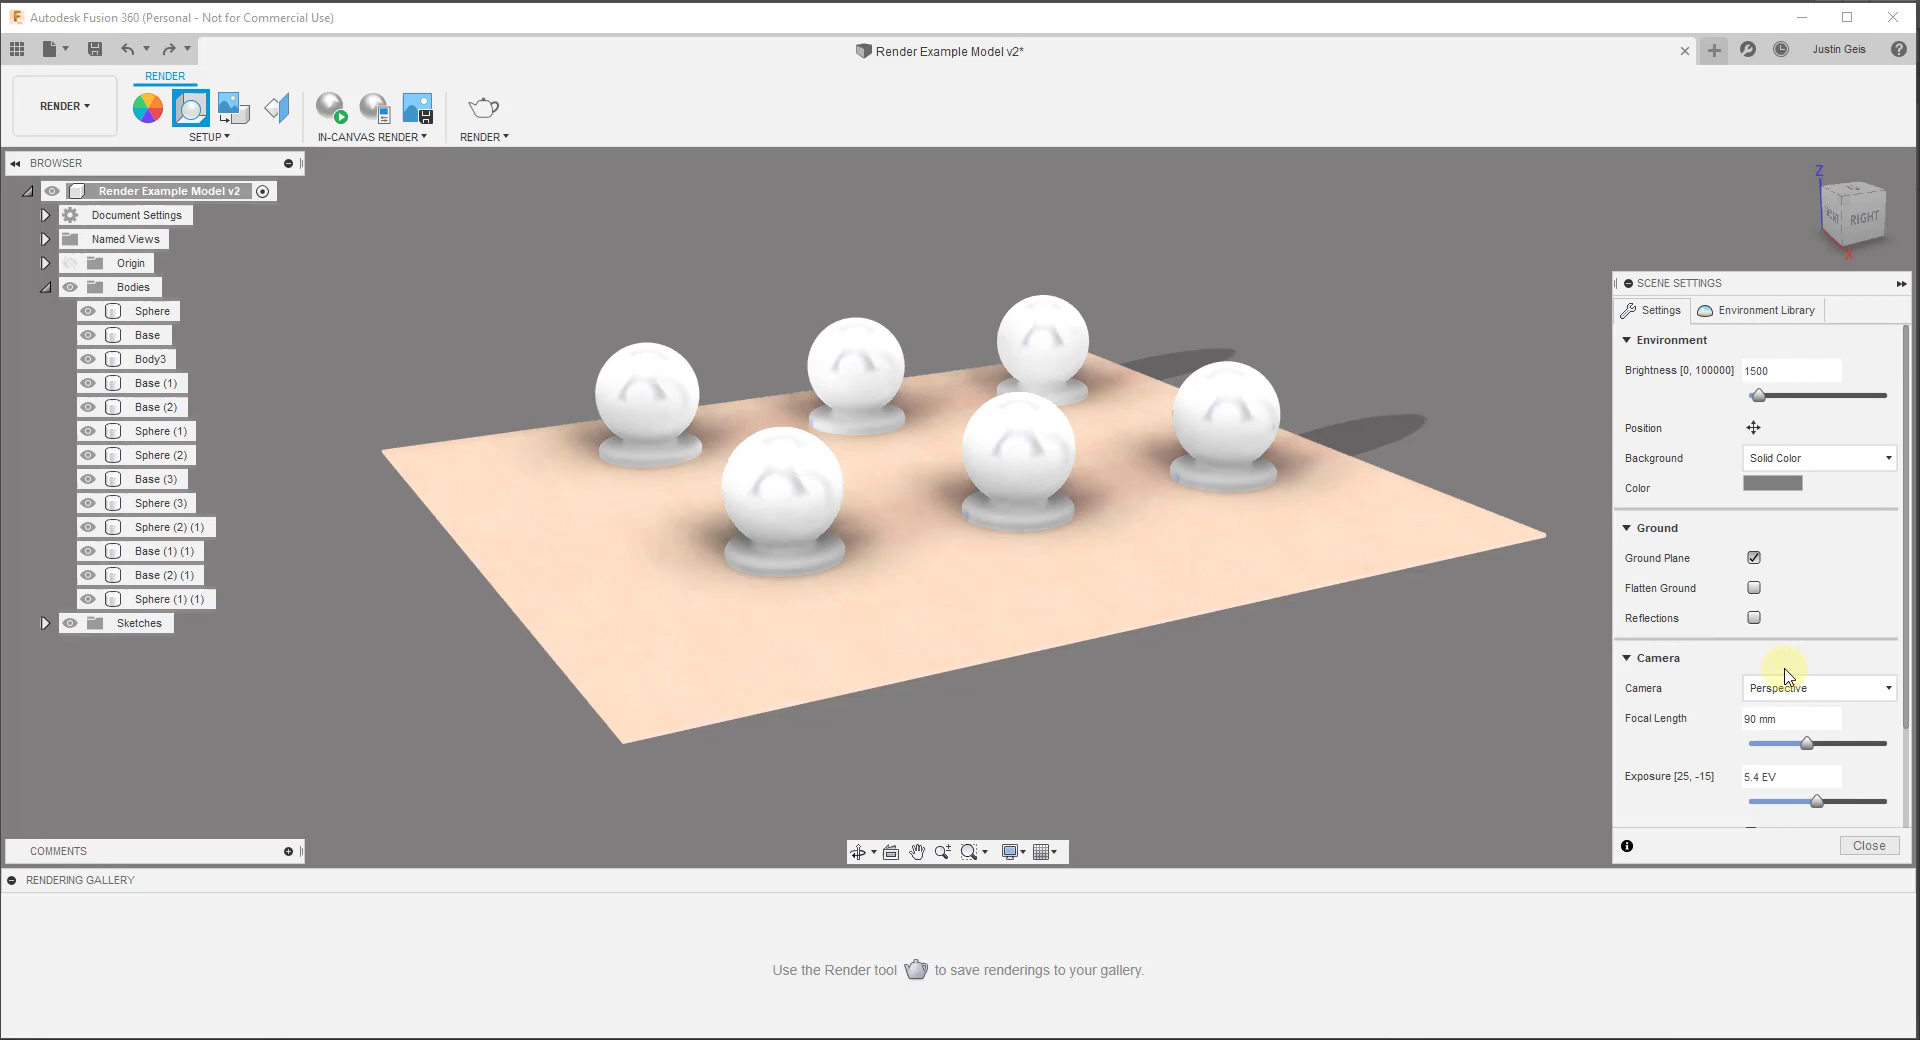 Autodesk Fusion 360 (Personal - Not for Commercial Use)
Render Example Model v2*
Justin Geis
RENDER
RENDER
SETUP
IN-CANVAS RENDER
RENDER
BROWSER
Render Example Model v2
Document Settings
Named Views
Origin
Bodies
Sphere
Base
Body3
Base (1)
Base (2)
Sphere (1)
Sphere (2)
Base (3)
Sphere (3)
Sphere (2) (1)
Base (1) (1)
Base (2) (1)
Sphere (1) (1)
Sketches
Z
RIGHT
X
SCENE SETTINGS
Settings
Environment Library
Environment
Brightness [0, 100000] 1500
Position
Background Solid Color
Color
Ground
Ground Plane
Flatten Ground
Reflections
Camera
Camera Perspective
Focal Length 90 mm
Exposure [25, -15] 5.4 EV
Close
COMMENTS
RENDERING GALLERY
Use the Render tool to save renderings to your gallery.